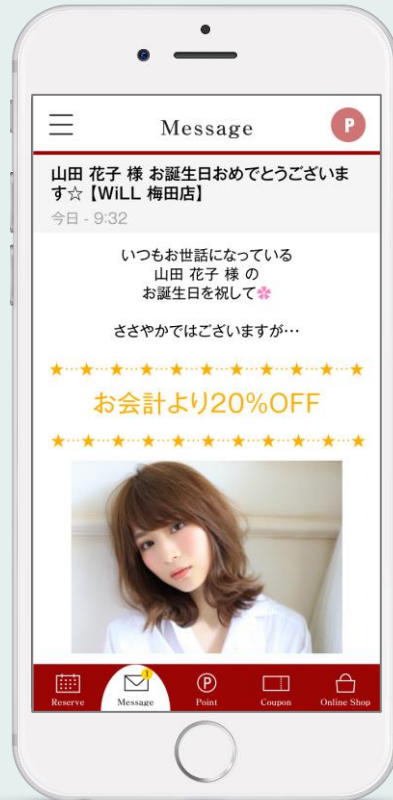 Message
P
山田 花子 様 お誕生日おめでとうございま
す☆【WiLL 梅田店】
今日 - 9:32
いつもお世話になっている
山田 花子 様 の
お誕生日を祝して
ささやかではございますが…
★…★…★…★…★…★…★…★…★…★…★
お会計より20%OFF
★…★…★…★…★…★…★…★…★…★…★
1
P
Reserve
Message
Point
Coupon
Online Shop